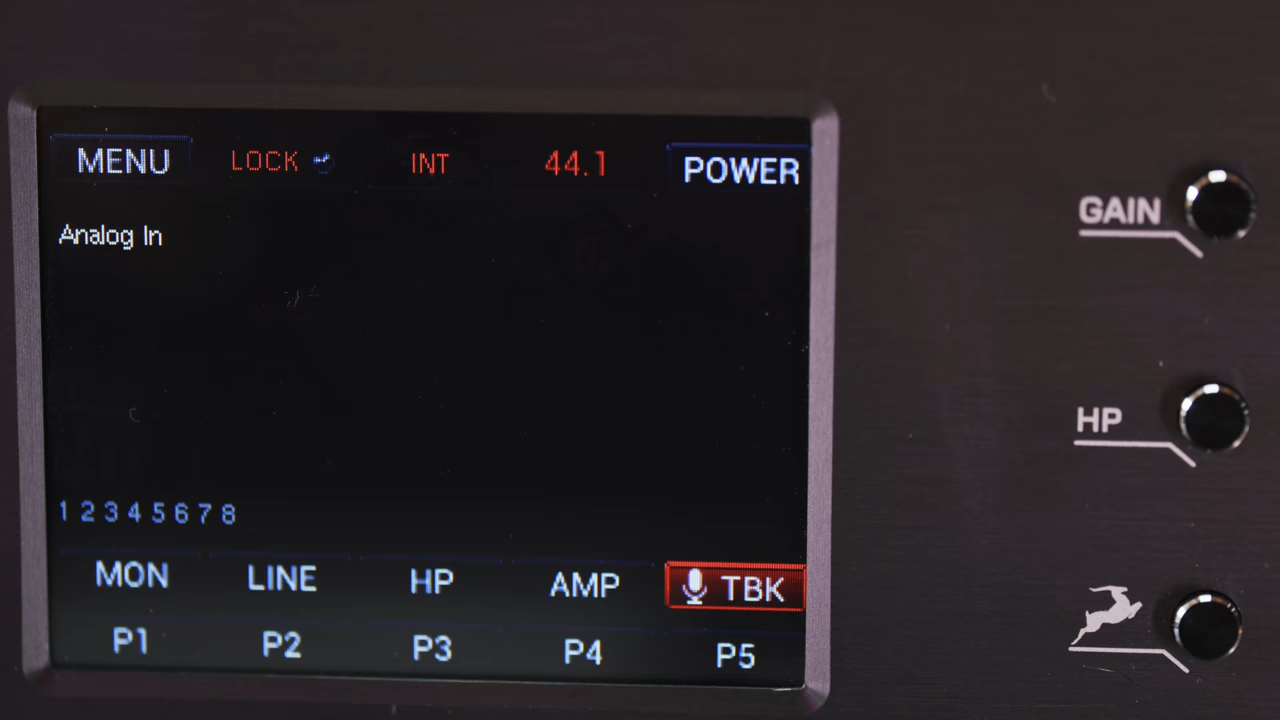 MENU LOCK INT 44.1 POWER
Analog In
1 2 3 4 5 6 7 8
MON LINE HP AMP TBK
P1 P2 P3 P4 P5
GAIN
HP